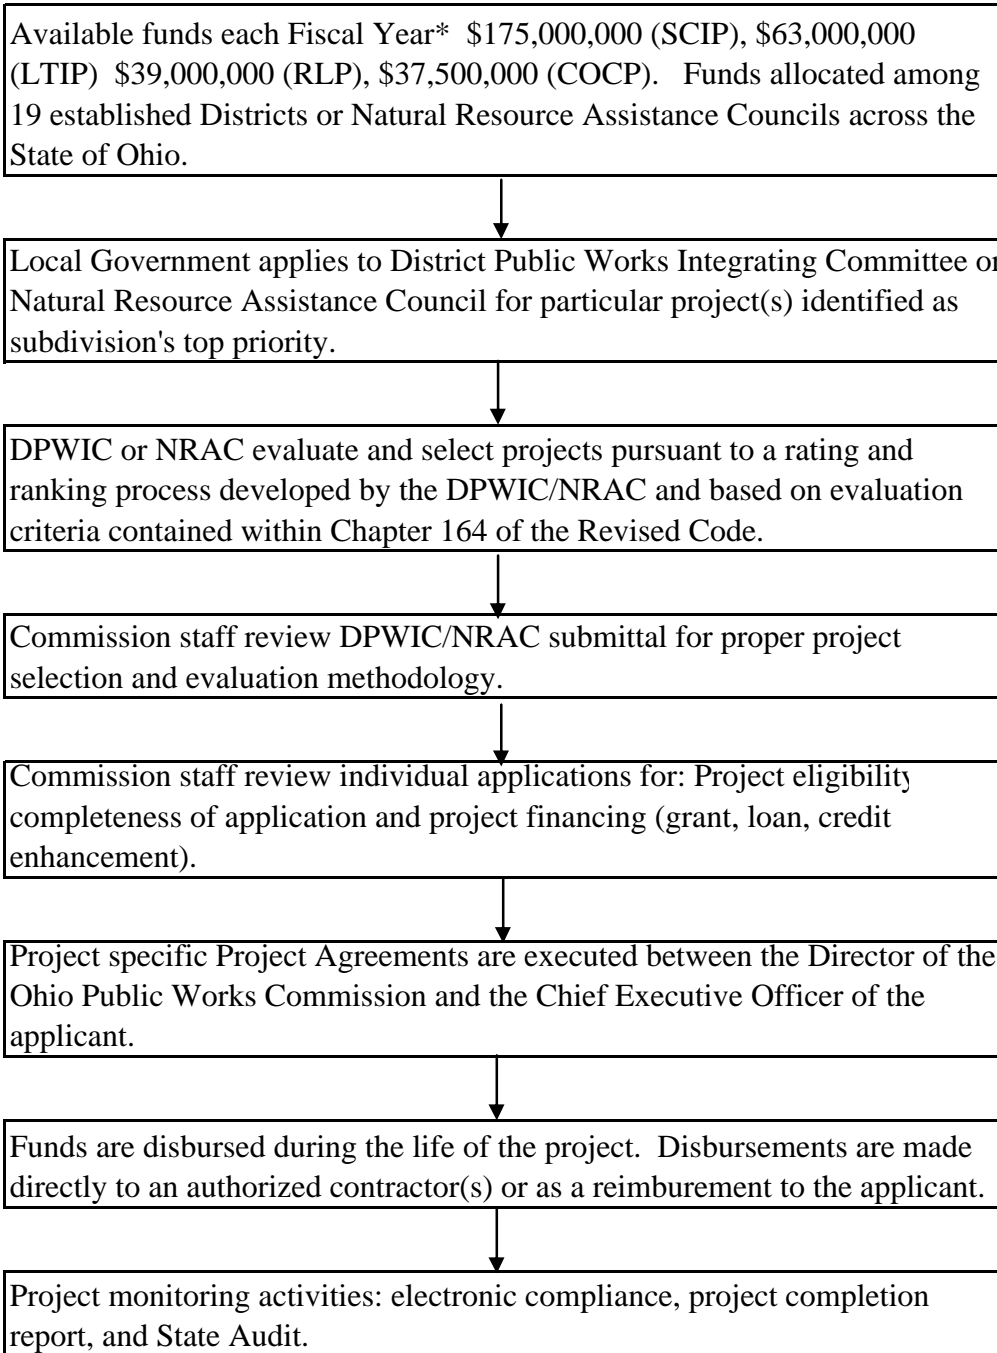 Available funds each Fiscal Year*  $175,000,000 (SCIP), $63,000,000
(LTIP)  $39,000,000 (RLP), $37,500,000 (COCP).   Funds allocated among
19 established Districts or Natural Resource Assistance Councils across the
State of Ohio.
Local Government applies to District Public Works Integrating Committee or
Natural Resource Assistance Council for particular project(s) identified as
subdivision's top priority.
DPWIC or NRAC evaluate and select projects pursuant to a rating and
ranking process developed by the DPWIC/NRAC and based on evaluation
criteria contained within Chapter 164 of the Revised Code.
Commission staff review DPWIC/NRAC submittal for proper project
selection and evaluation methodology.
Commission staff review individual applications for: Project eligibility
completeness of application and project financing (grant, loan, credit
enhancement).
Project specific Project Agreements are executed between the Director of the
Ohio Public Works Commission and the Chief Executive Officer of the
applicant.
Funds are disbursed during the life of the project.  Disbursements are made
directly to an authorized contractor(s) or as a reimburement to the applicant.
Project monitoring activities: electronic compliance, project completion
report, and State Audit.